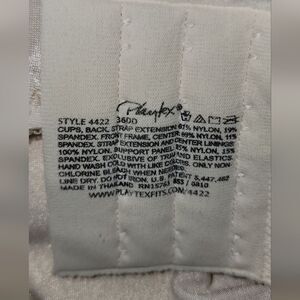 Playtex®
STYLE 4422 36DD
CUPS, BACK, STRAP EXTENSION 81% NYLON, 19%
SPANDEX. FRONT FRAME, CENTER 89% NYLON, 11%
SPANDEX. STRAP EXTENSION AND CENTER LININGS
100% NYLON. SUPPORT PANEL 85% NYLON, 15%
SPANDEX. EXCLUSIVE OF TRIM AND ELASTICS.
HAND WASH COLD WITH LIKE COLORS. ONLY NON-
CHLORINE BLEACH WHEN NEEDED.
LINE DRY. DO NOT IRON. U.S. PATENT 5,447,462
MADE IN THAILAND RN15763 / 0810
WWW.PLAYTEXFITS.COM/4422